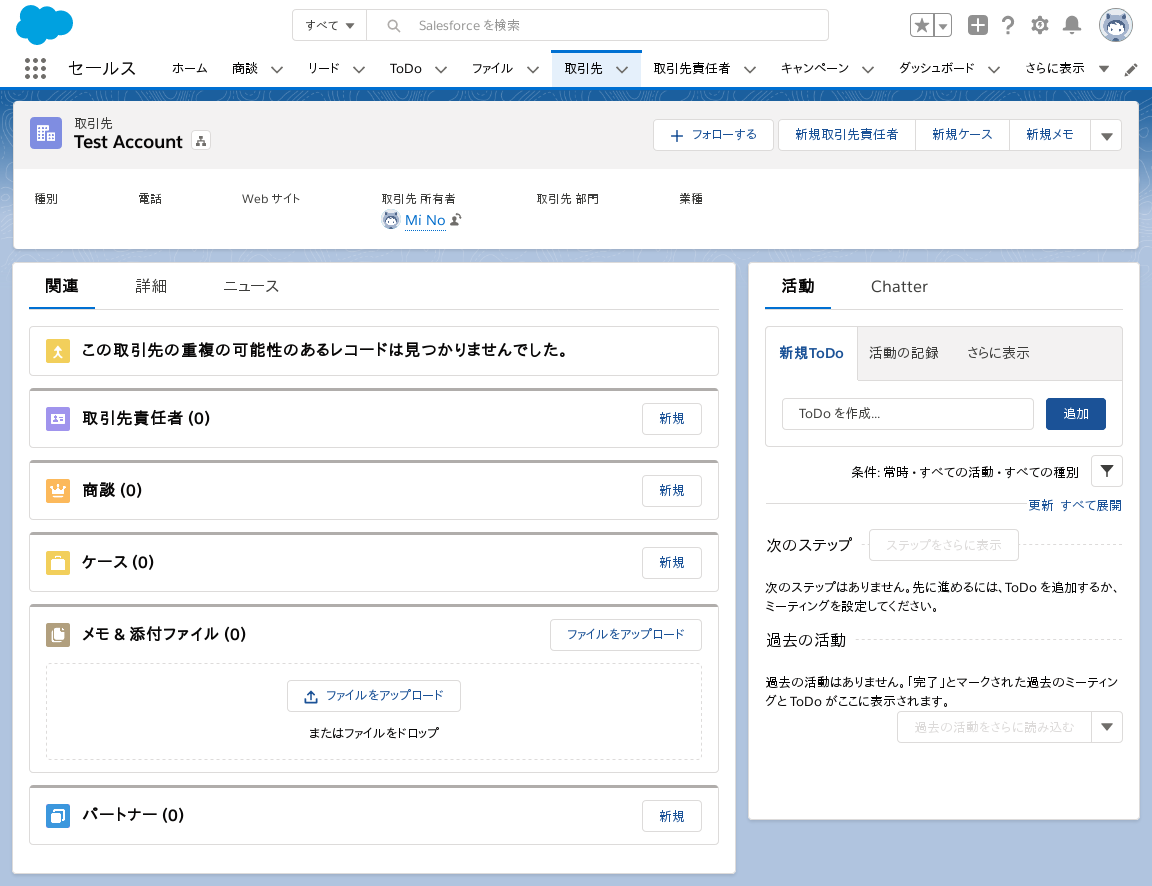 すべて
Salesforce を検索
セールス
ホーム
商談
リード
ToDo
ファイル
取引先
取引先責任者
キャンペーン
ダッシュボード
さらに表示
取引先
Test Account
フォローする
新規取引先責任者
新規ケース
新規メモ
種別
電話
Web サイト
取引先 所有者
取引先 部門
業種
Mi No
関連
詳細
ニュース
この取引先の重複の可能性のあるレコードは見つかりませんでした。
取引先責任者 (0)
新規
商談 (0)
新規
ケース (0)
新規
メモ & 添付ファイル (0)
ファイルをアップロード
ファイルをアップロード
またはファイルをドロップ
パートナー (0)
新規
活動
Chatter
新規ToDo
活動の記録
さらに表示
ToDo を作成...
追加
条件: 常時・すべての活動・すべての種別
更新 すべて展開
次のステップ
ステップをさらに表示
次のステップはありません。先に進めるには、ToDo を追加するか、
ミーティングを設定してください。
過去の活動
過去の活動はありません。「完了」とマークされた過去のミーティン
グと ToDo がここに表示されます。
過去の活動をさらに読み込む